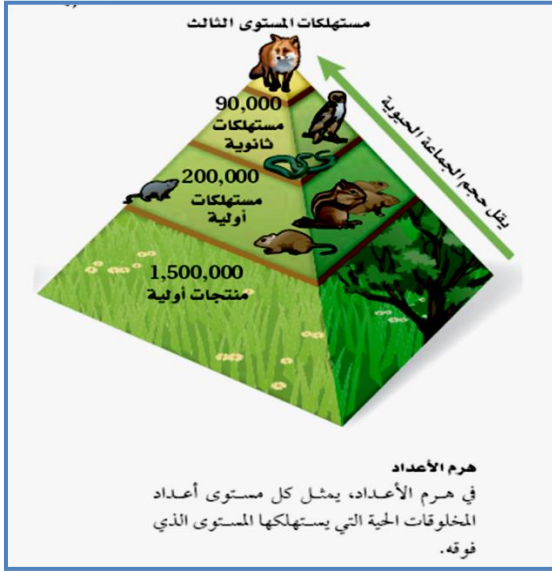 مستهلكات المستوى الثالث
90,000
مستهلكات
ثانوية
يقل حجم الجماعة الحيوية
200,000
مستهلكات
أولية
1,500,000
منتجات أولية
هرم الأعداد
في هرم الأعداد، يمثل كل مستوى أعداد
المخلوقات الحية التي يستهلكها المستوى الذي
فوقه.